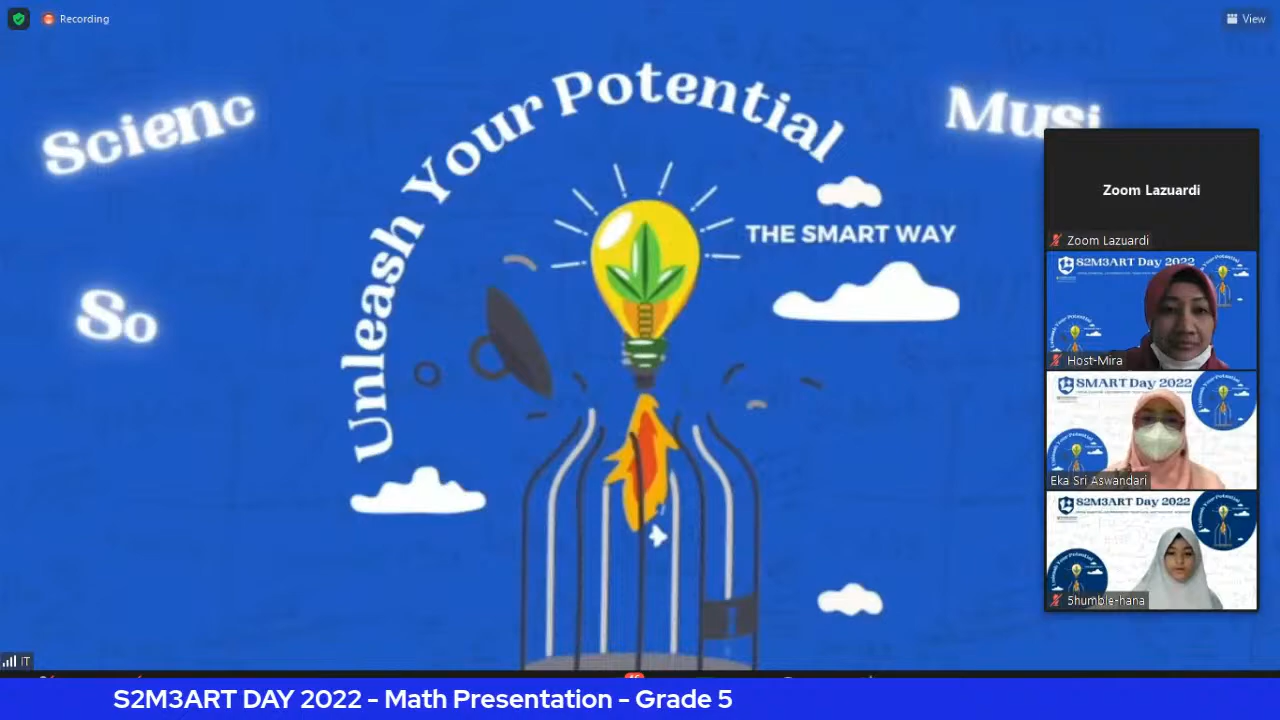 Recording
View
Scienc
Unleash Your Potential
Musi
THE SMART WAY
So
Zoom Lazuardi
Zoom Lazuardi
S2M3ART Day 2022
Host-Mira
SMART Day 2022
Eka Sri Aswandari
S2M3ART Day 2022
5humble-hana
IT
S2M3ART DAY 2022 - Math Presentation - Grade 5